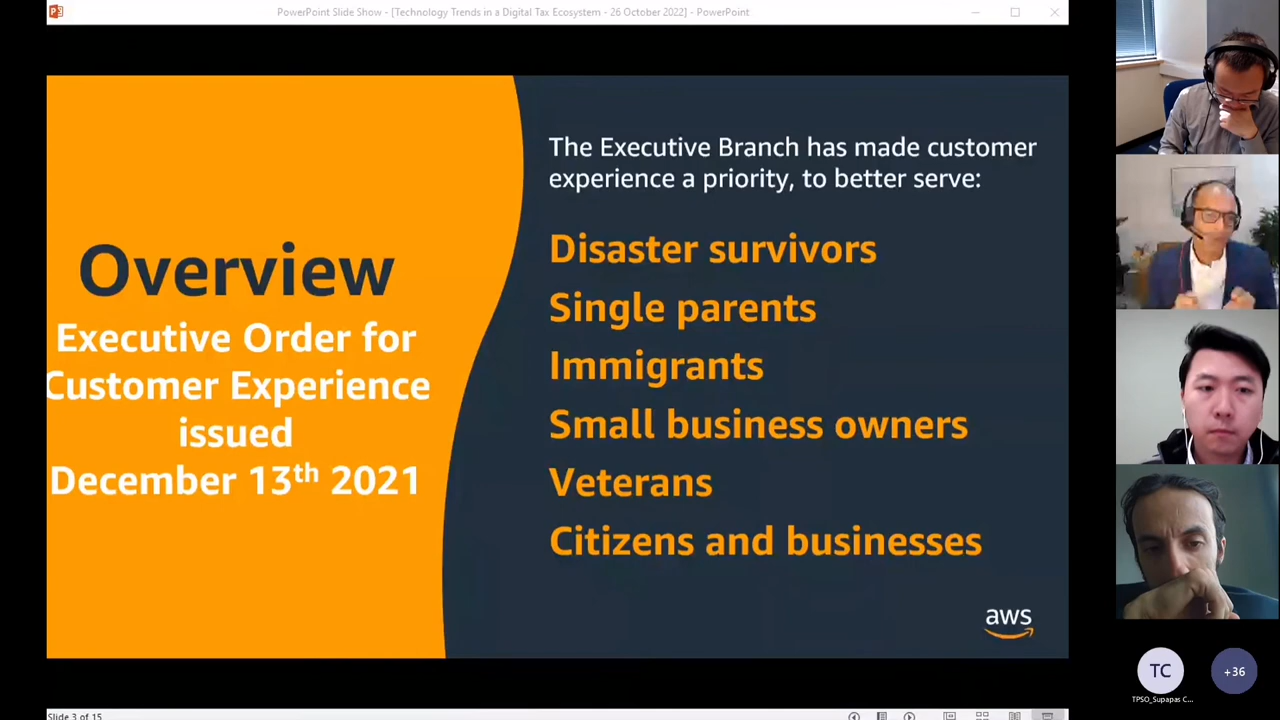 PowerPoint Slide Show - [Technology Trends in a Digital Tax Ecosystem - 26 October 2022] - PowerPoint
Overview
Executive Order for
Customer Experience
issued
December 13th 2021
The Executive Branch has made customer
experience a priority, to better serve:
Disaster survivors
Single parents
Immigrants
Small business owners
Veterans
Citizens and businesses
aws
TC
+36
TPSO_Supapas C...
Slide 3 of 15